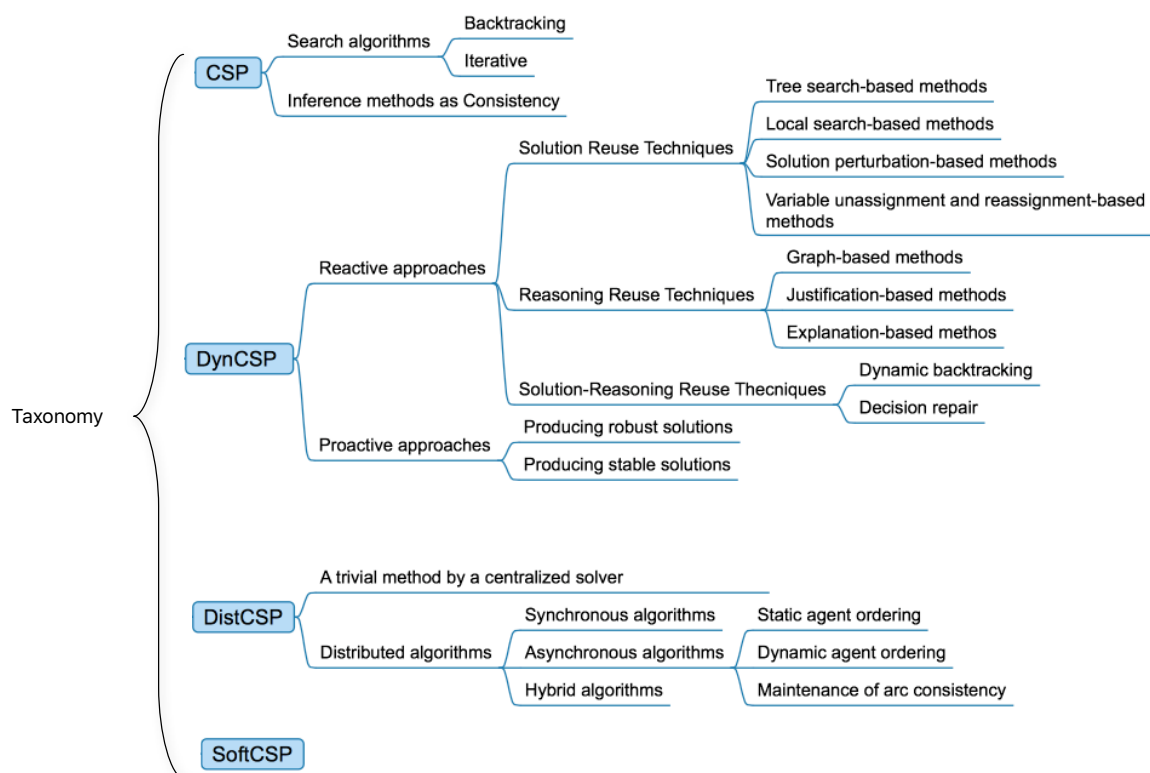 Taxonomy
CSP
Search algorithms
Backtracking
Iterative
Inference methods as Consistency
DynCSP
Reactive approaches
Solution Reuse Techniques
Tree search-based methods
Local search-based methods
Solution perturbation-based methods
Variable unassignment and reassignment-based
methods
Reasoning Reuse Techniques
Graph-based methods
Justification-based methods
Explanation-based methos
Solution-Reasoning Reuse Thecniques
Dynamic backtracking
Decision repair
Proactive approaches
Producing robust solutions
Producing stable solutions
DistCSP
A trivial method by a centralized solver
Distributed algorithms
Synchronous algorithms
Asynchronous algorithms
Static agent ordering
Dynamic agent ordering
Maintenance of arc consistency
Hybrid algorithms
SoftCSP